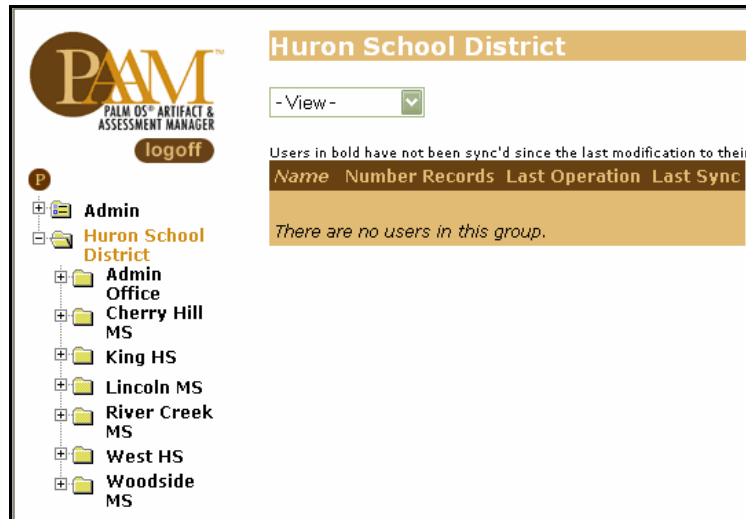 PAAM™
PALM OS® ARTIFACT &
ASSESSMENT MANAGER
logoff
P
Admin
Huron School
District
Admin
Office
Cherry Hill
MS
King HS
Lincoln MS
River Creek
MS
West HS
Woodside
MS
Huron School District
- View -
Users in bold have not been sync'd since the last modification to their
Name Number Records Last Operation Last Sync
There are no users in this group.